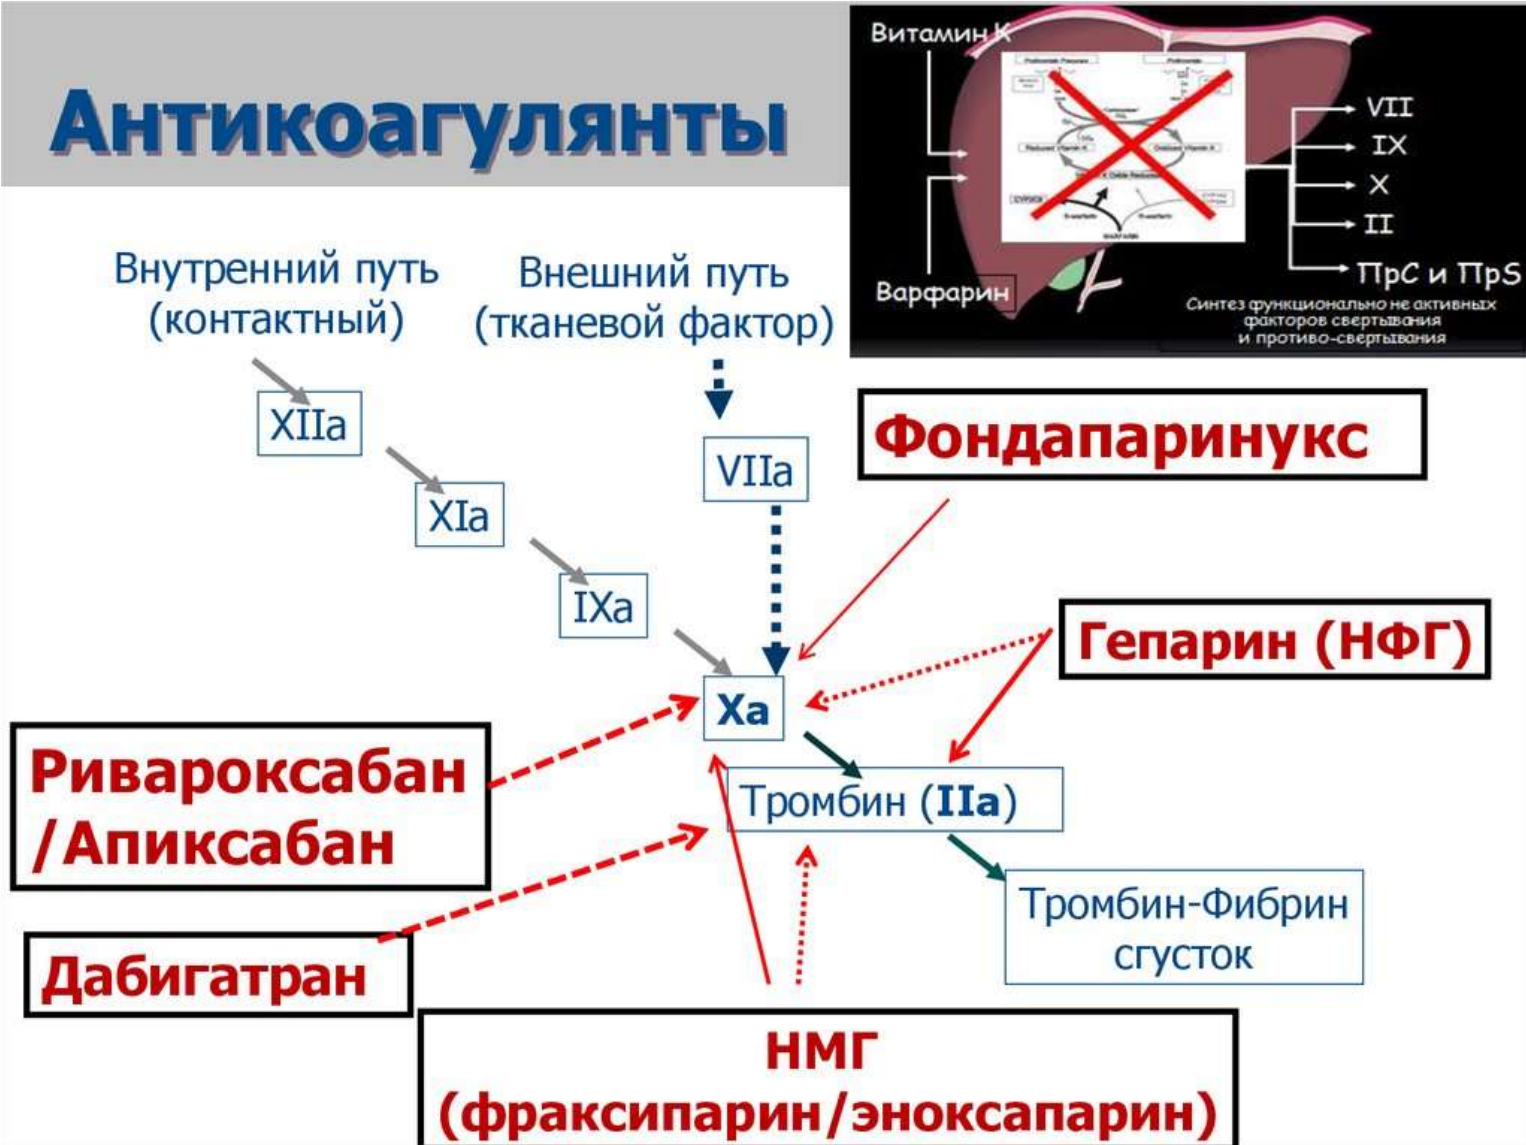 Антикоагулянты
Витамин К
Варфарин
VII
IX
X
II
ПрС и ПрS
Синтез функционально не активных
факторов свертывания
и противо-свертывания
Внутренний путь
(контактный)
Внешний путь
(тканевой фактор)
XIIa
XIa
IXa
VIIa
Xa
Фондапаринукс
Гепарин (НФГ)
Ривароксабан
/Апиксабан
Тромбин (IIa)
Дабигатран
Тромбин-Фибрин
сгусток
НМГ
(фраксипарин/эноксапарин)